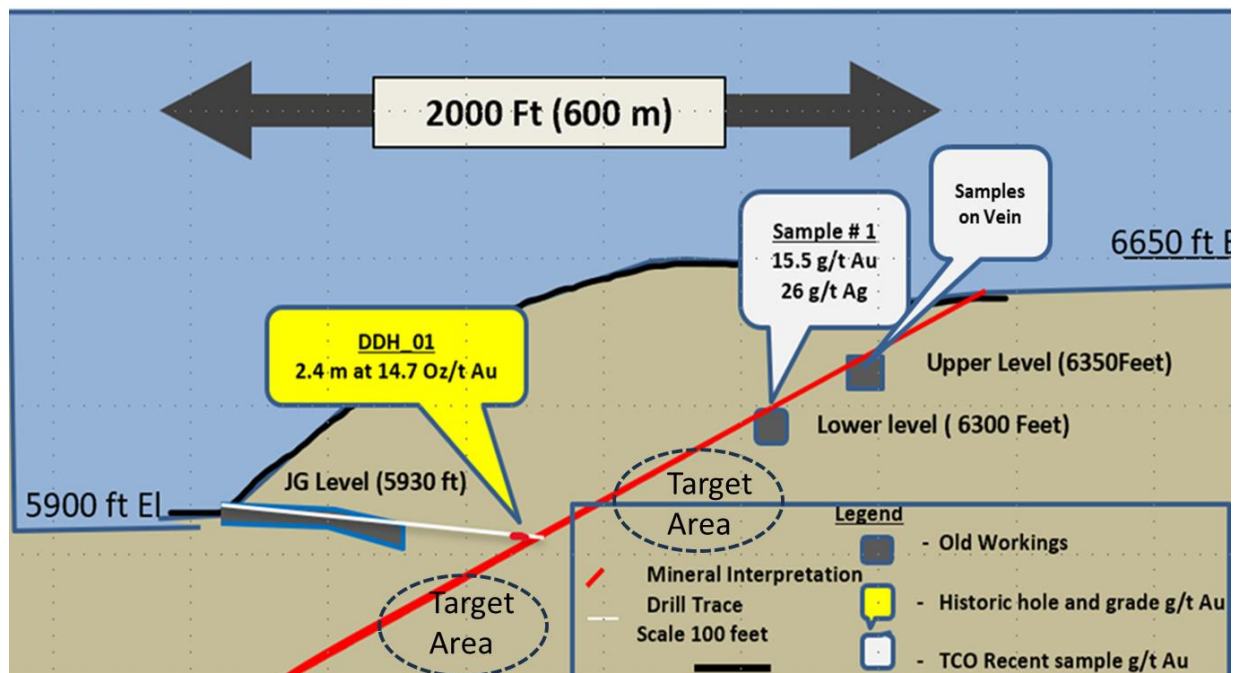 2000 Ft (600 m)
Samples
on Vein
Sample # 1
15.5 g/t Au
26 g/t Ag
6650 ft E
DDH_01
2.4 m at 14.7 Oz/t Au
Upper Level (6350Feet)
Lower level ( 6300 Feet)
JG Level (5930 ft)
5900 ft El
Target
Area
Target
Area
Legend
- Old Workings
Mineral Interpretation
Drill Trace
- Historic hole and grade g/t Au
Scale 100 feet
- TCO Recent sample g/t Au